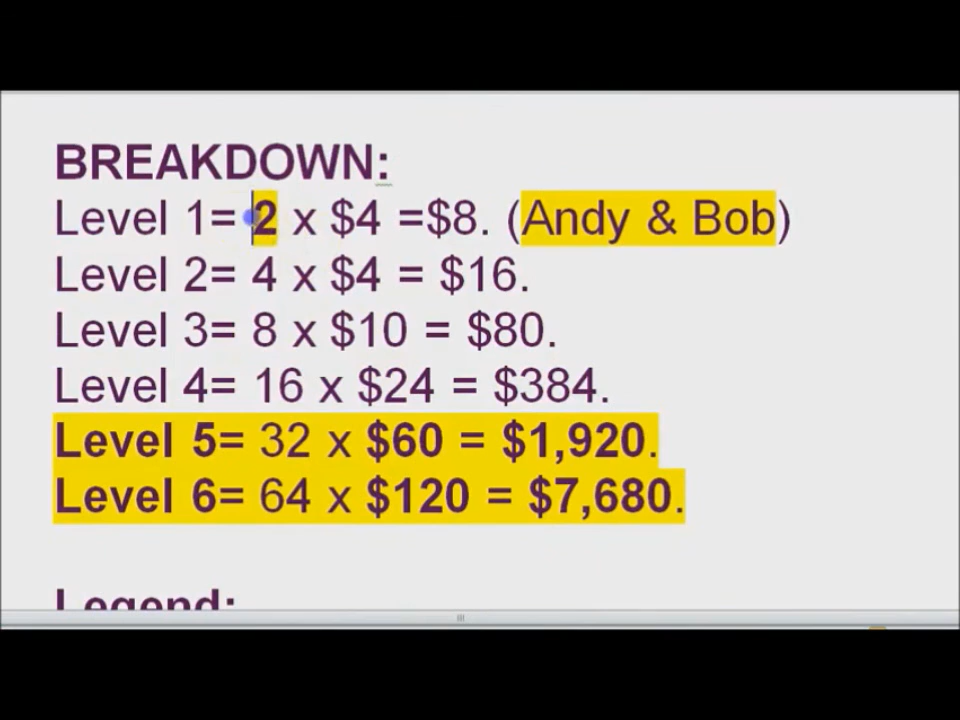 BREAKDOWN:
Level 1= 2 x $4 =$8. (Andy & Bob)
Level 2= 4 x $4 = $16.
Level 3= 8 x $10 = $80.
Level 4= 16 x $24 = $384.
Level 5= 32 x $60 = $1,920.
Level 6= 64 x $120 = $7,680.
Legend: